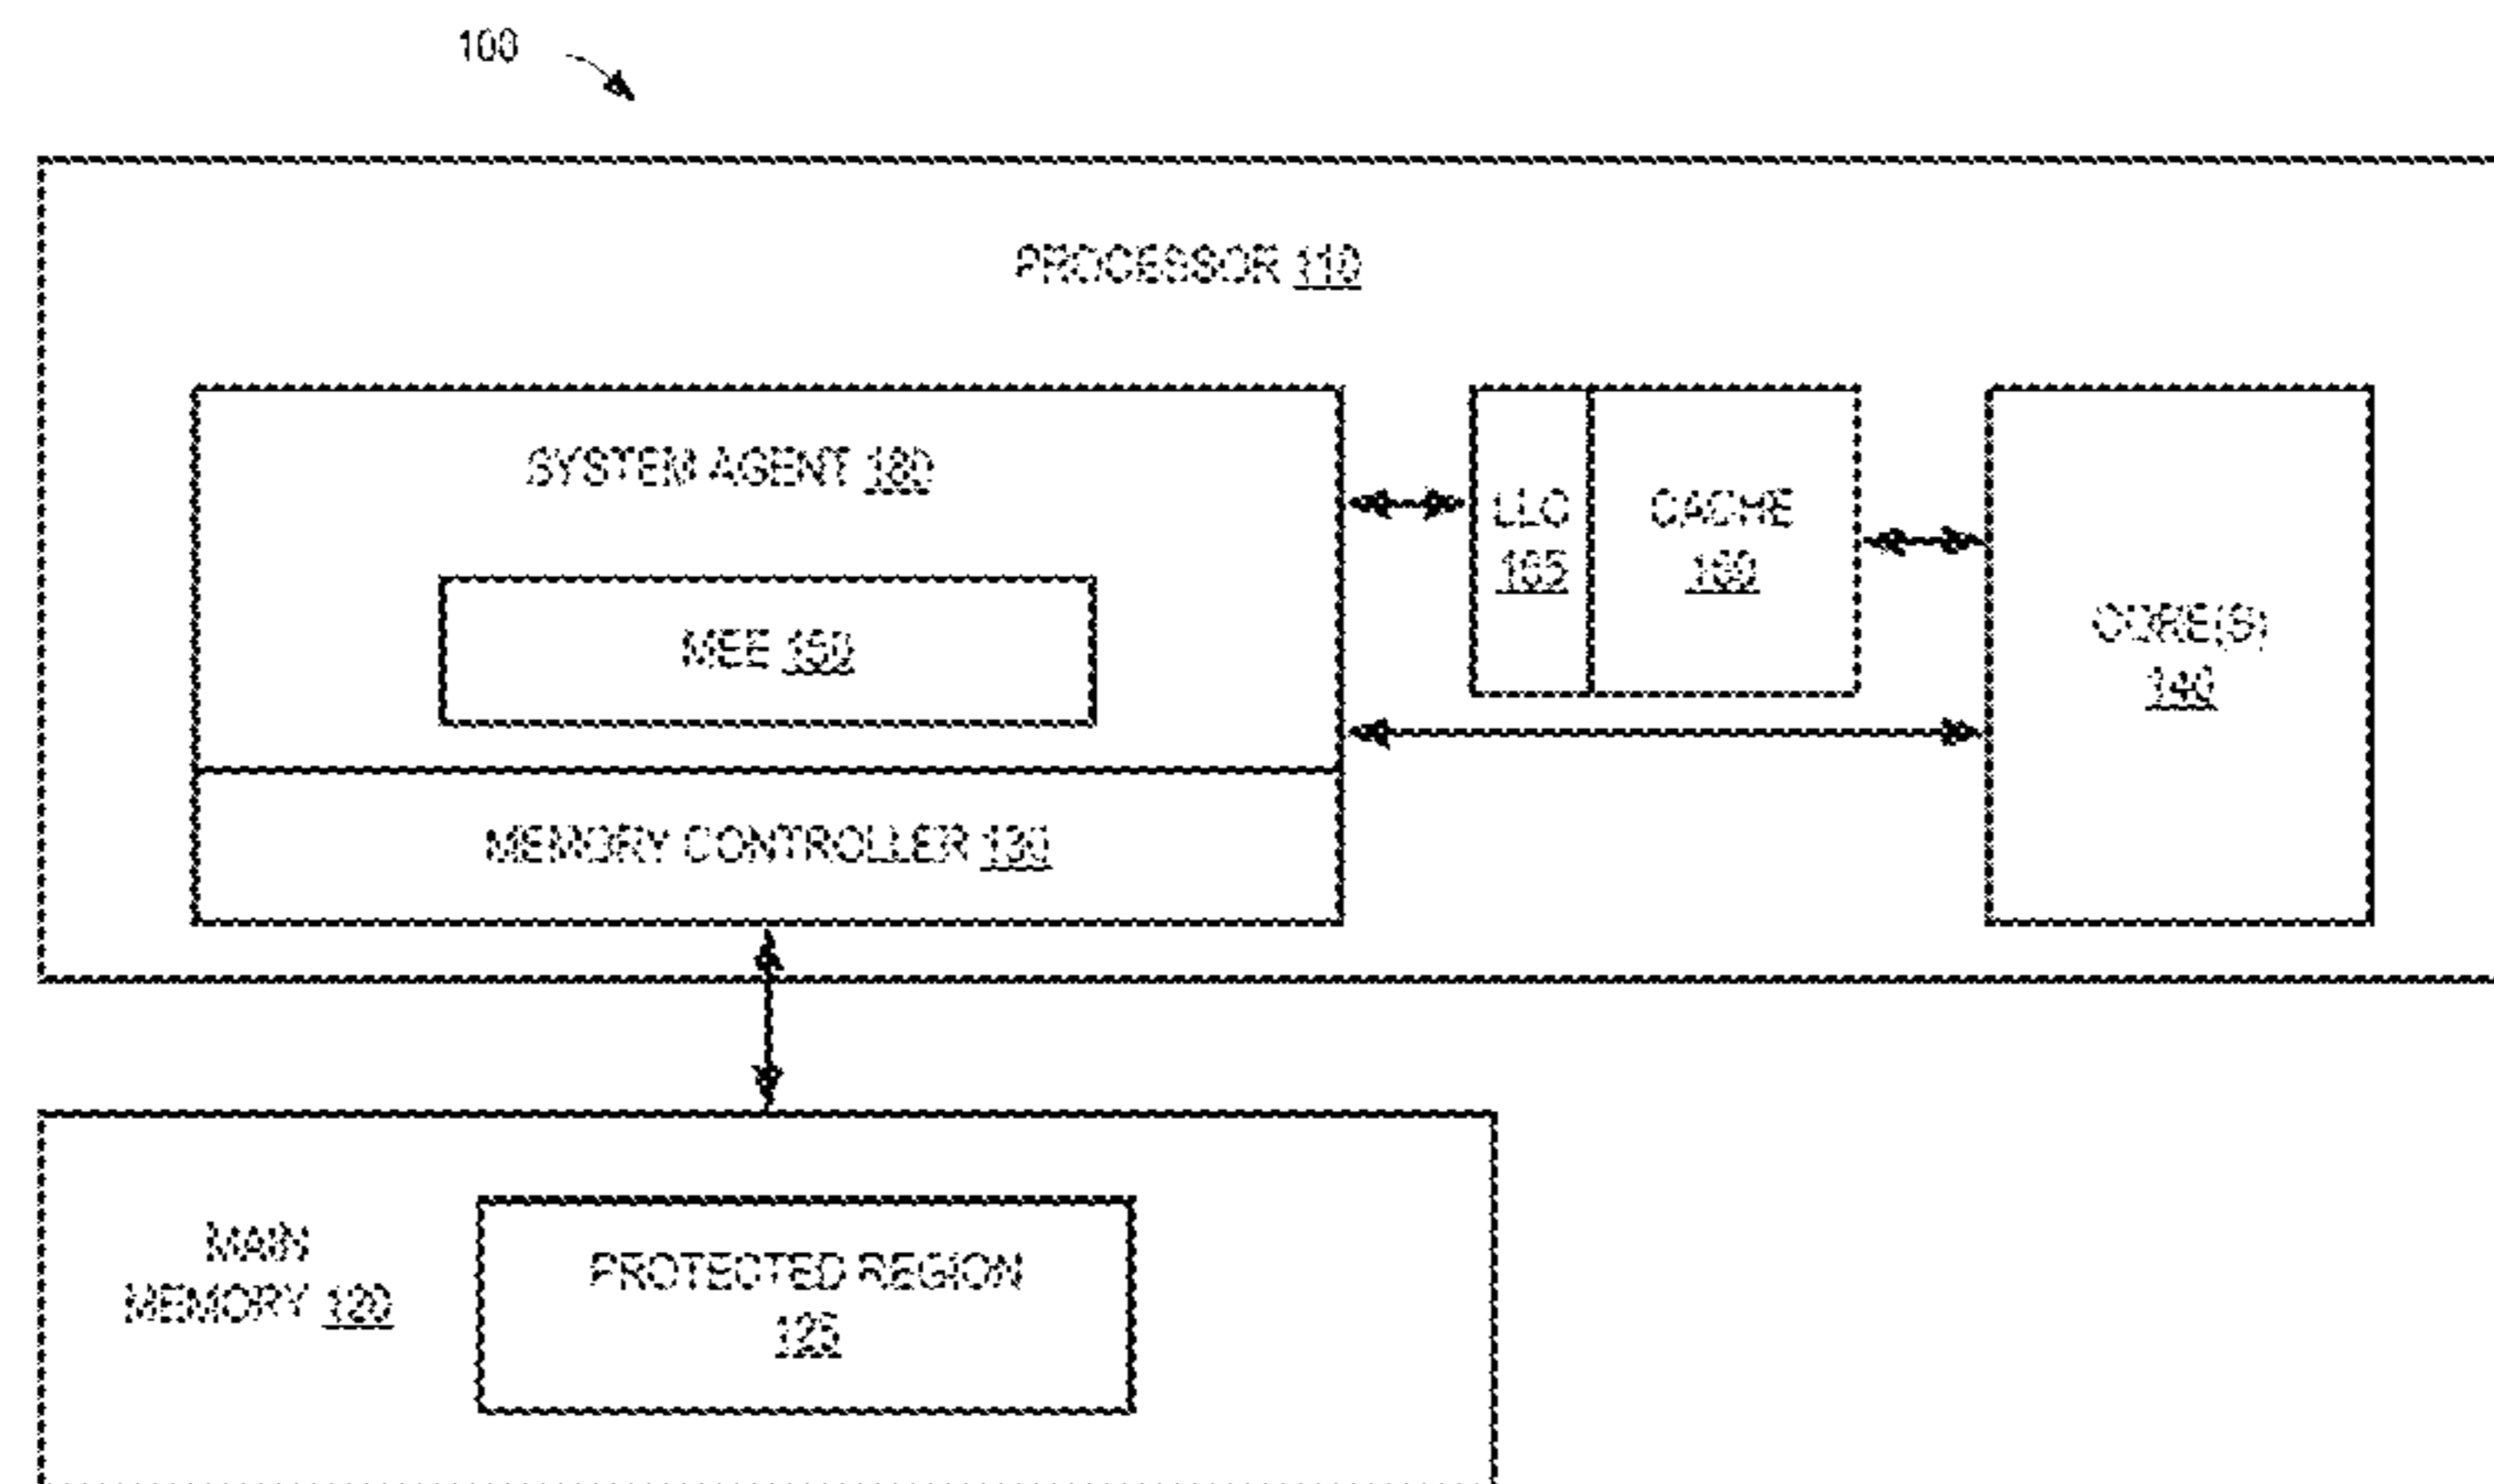 100
PROCESSOR 110
SYSTEM AGENT 180
LLC
165
CACHE
160
MEE 150
CORE(S)
140
MEMORY CONTROLLER 130
MAIN
MEMORY 120
PROTECTED REGION
125